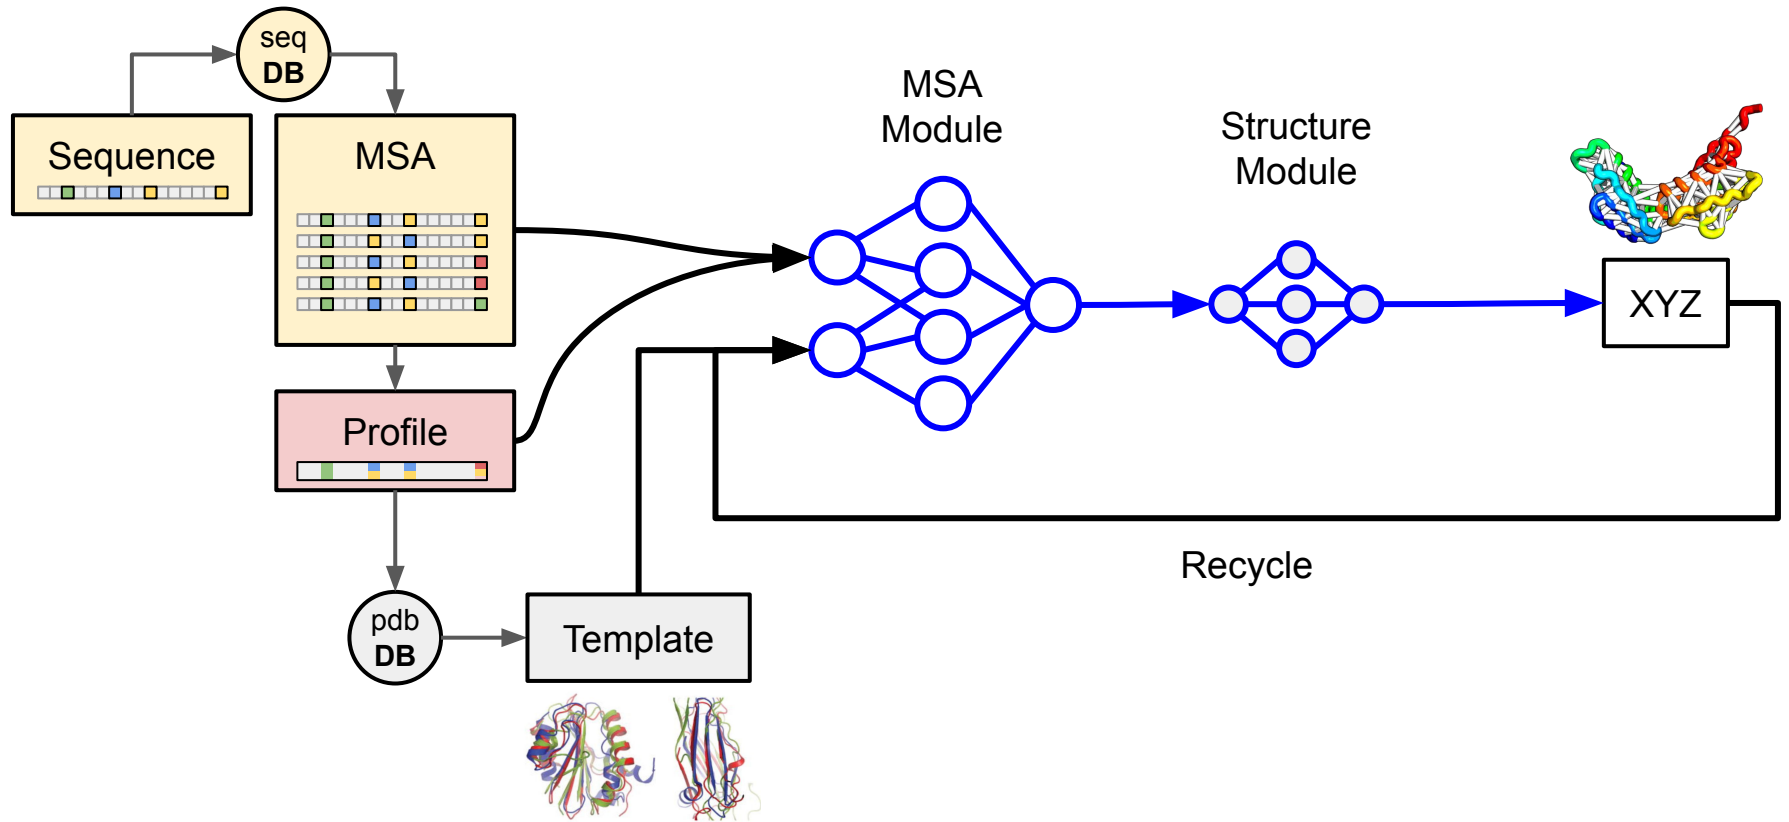 seq
DB
Sequence
MSA
Profile
pdb
DB
Template
MSA
Module
Structure
Module
XYZ
Recycle